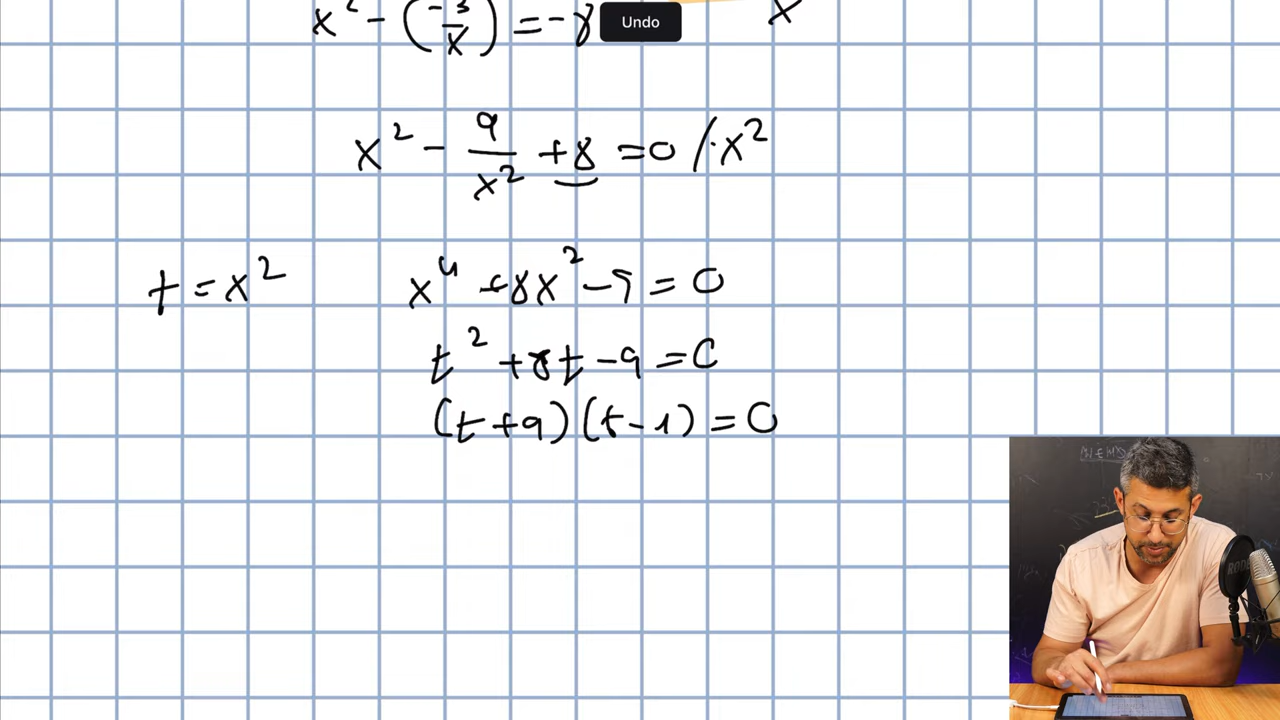 x² - (-3/x) = -8 x
Undo
x² - 9/x² + 8 = 0 /·x²
t = x² x⁴ + 8x² - 9 = 0
t² + 8t - 9 = 0
(t + 9)(t - 1) = 0
RODE